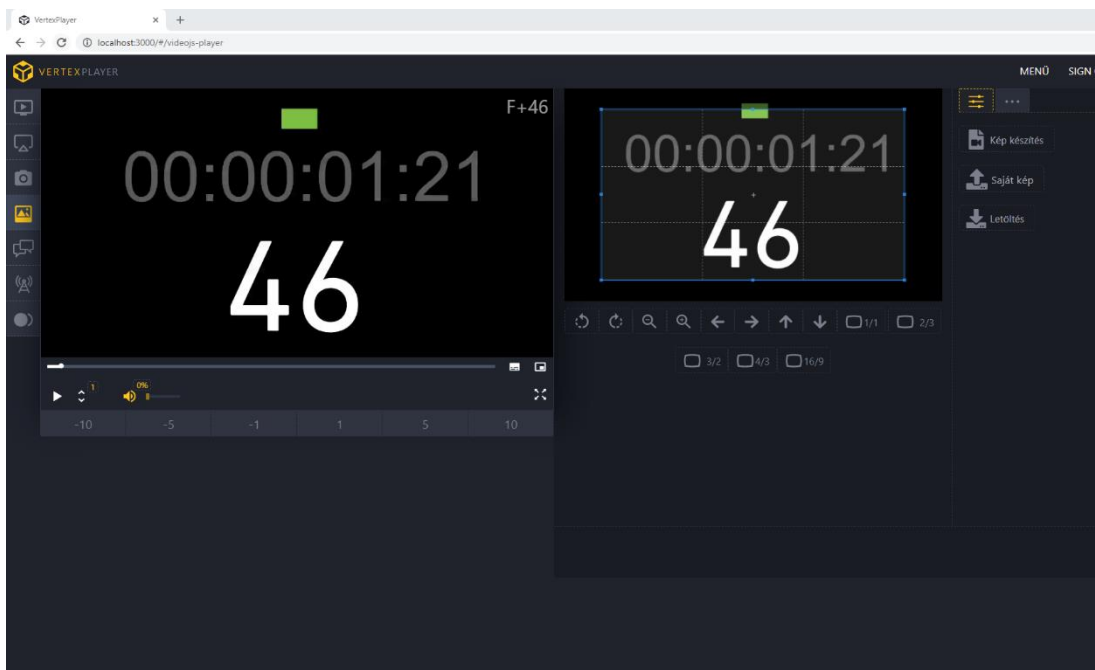 VertexPlayer
localhost:3000/#/videojs-player
VERTEXPLAYER
MENÜ SIGN
F+46
00:00:01:21
46
1
0%
-10 -5 -1 1 5 10
00:00:01:21
46
1/1 2/3
3/2 4/3 16/9
Kép készítés
Saját kép
Letöltés